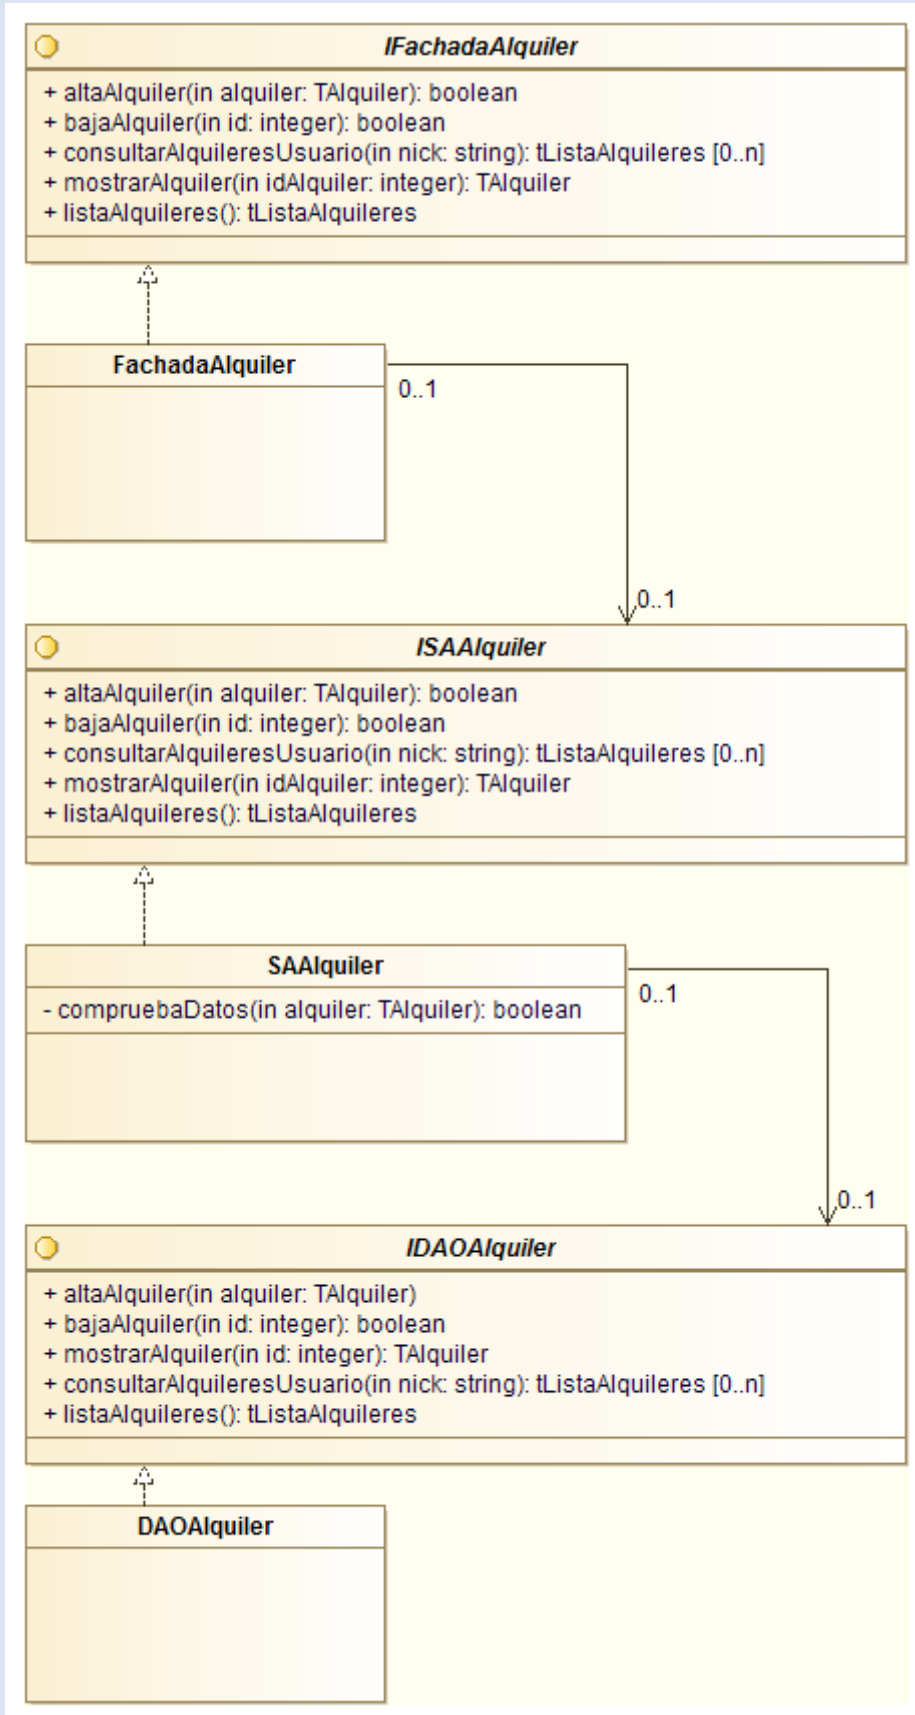 IFachadaAlquiler
+ altaAlquiler(in alquiler: TAlquiler): boolean
+ bajaAlquiler(in id: integer): boolean
+ consultarAlquileresUsuario(in nick: string): tListaAlquileres [0..n]
+ mostrarAlquiler(in idAlquiler: integer): TAlquiler
+ listaAlquileres(): tListaAlquileres
FachadaAlquiler
0..1
0..1
ISAAlquiler
+ altaAlquiler(in alquiler: TAlquiler): boolean
+ bajaAlquiler(in id: integer): boolean
+ consultarAlquileresUsuario(in nick: string): tListaAlquileres [0..n]
+ mostrarAlquiler(in idAlquiler: integer): TAlquiler
+ listaAlquileres(): tListaAlquileres
SAAlquiler
- compruebaDatos(in alquiler: TAlquiler): boolean
0..1
0..1
IDAOAlquiler
+ altaAlquiler(in alquiler: TAlquiler)
+ bajaAlquiler(in id: integer): boolean
+ mostrarAlquiler(in id: integer): TAlquiler
+ consultarAlquileresUsuario(in nick: string): tListaAlquileres [0..n]
+ listaAlquileres(): tListaAlquileres
DAOAlquiler